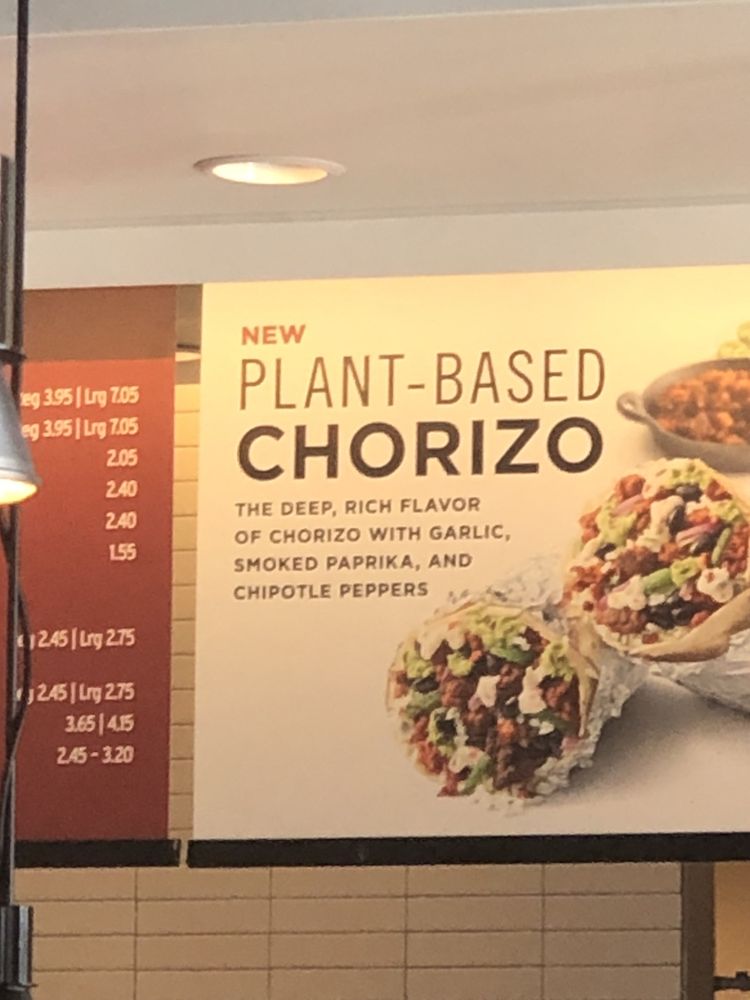 3.95 | Lrg 7.05
3.95 | Lrg 7.05
2.05
2.40
2.40
1.55
2.45 | Lrg 2.75
2.45 | Lrg 2.75
3.65 | 4.15
2.45 - 3.20
NEW
PLANT-BASED
CHORIZO
THE DEEP, RICH FLAVOR
OF CHORIZO WITH GARLIC,
SMOKED PAPRIKA, AND
CHIPOTLE PEPPERS